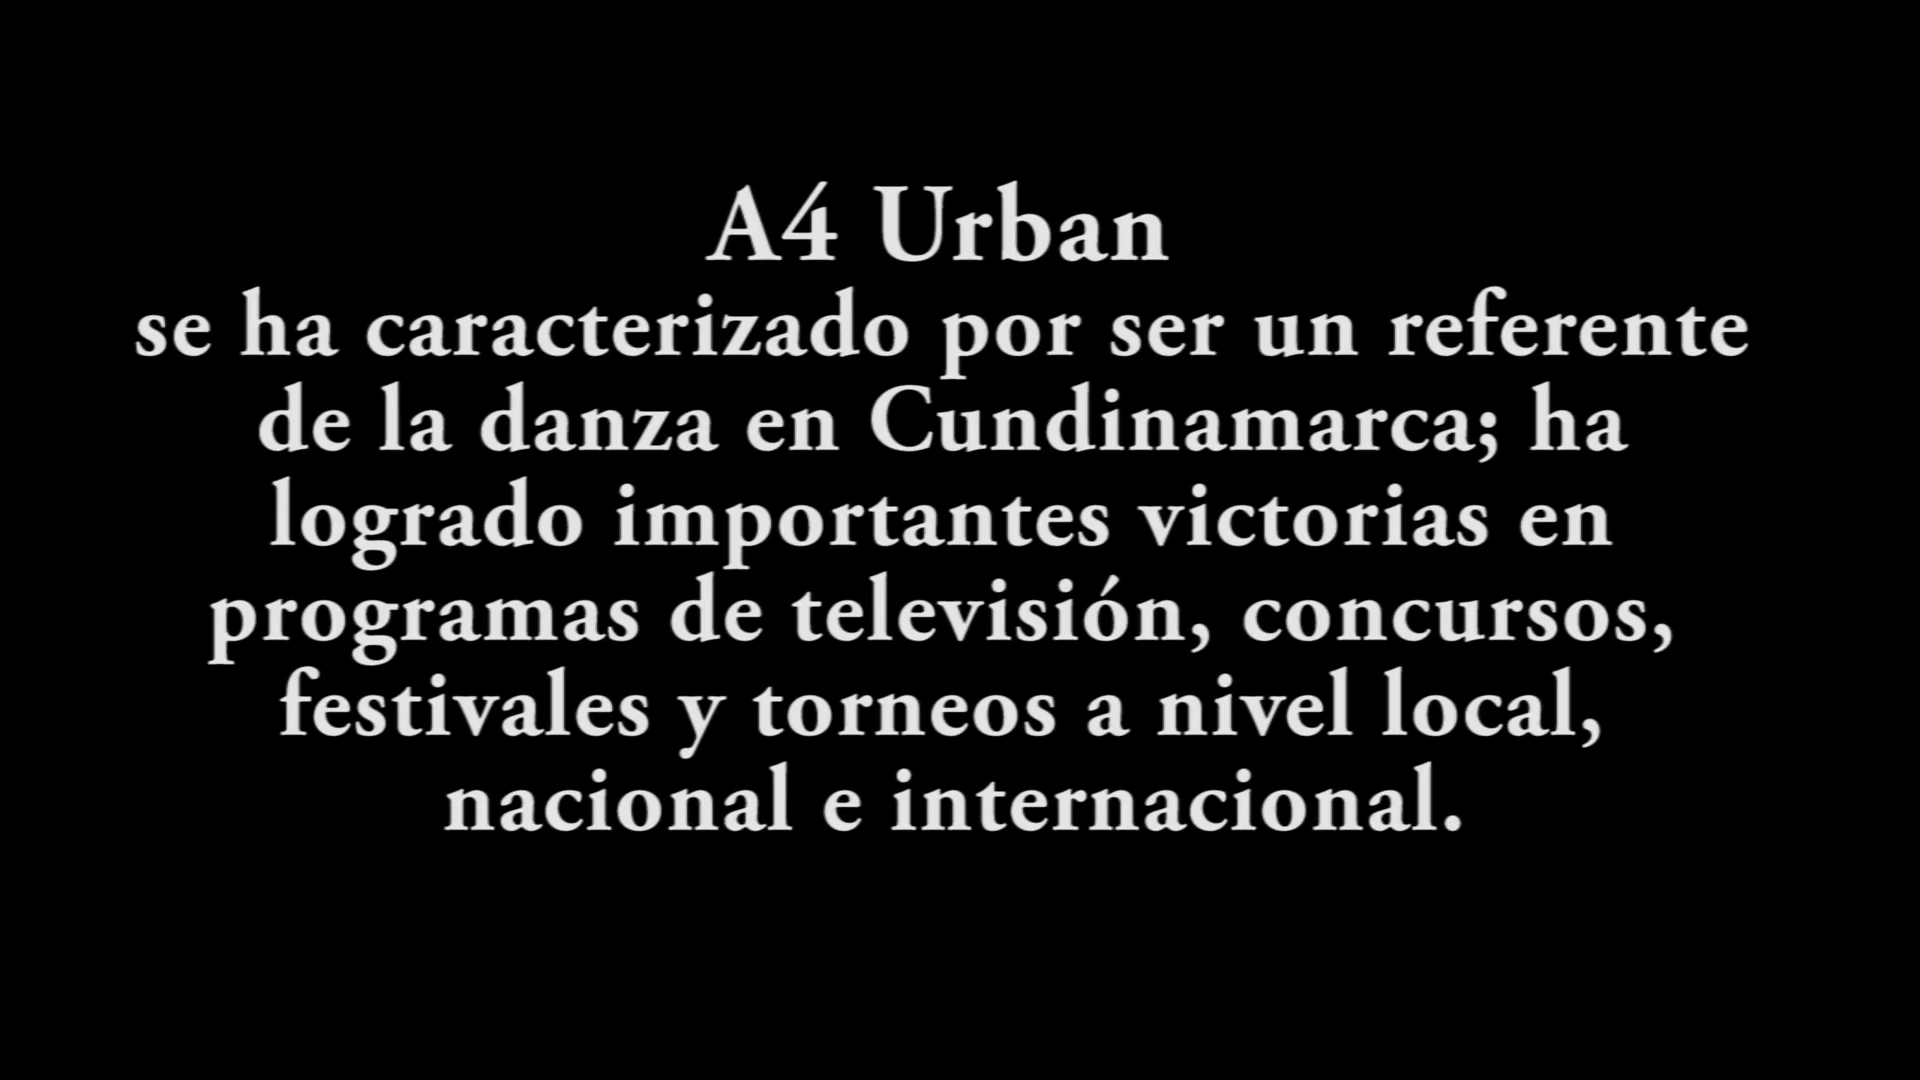 A4 Urban
se ha caracterizado por ser un referente
de la danza en Cundinamarca; ha
logrado importantes victorias en
programas de televisión, concursos,
festivales y torneos a nivel local,
nacional e internacional.